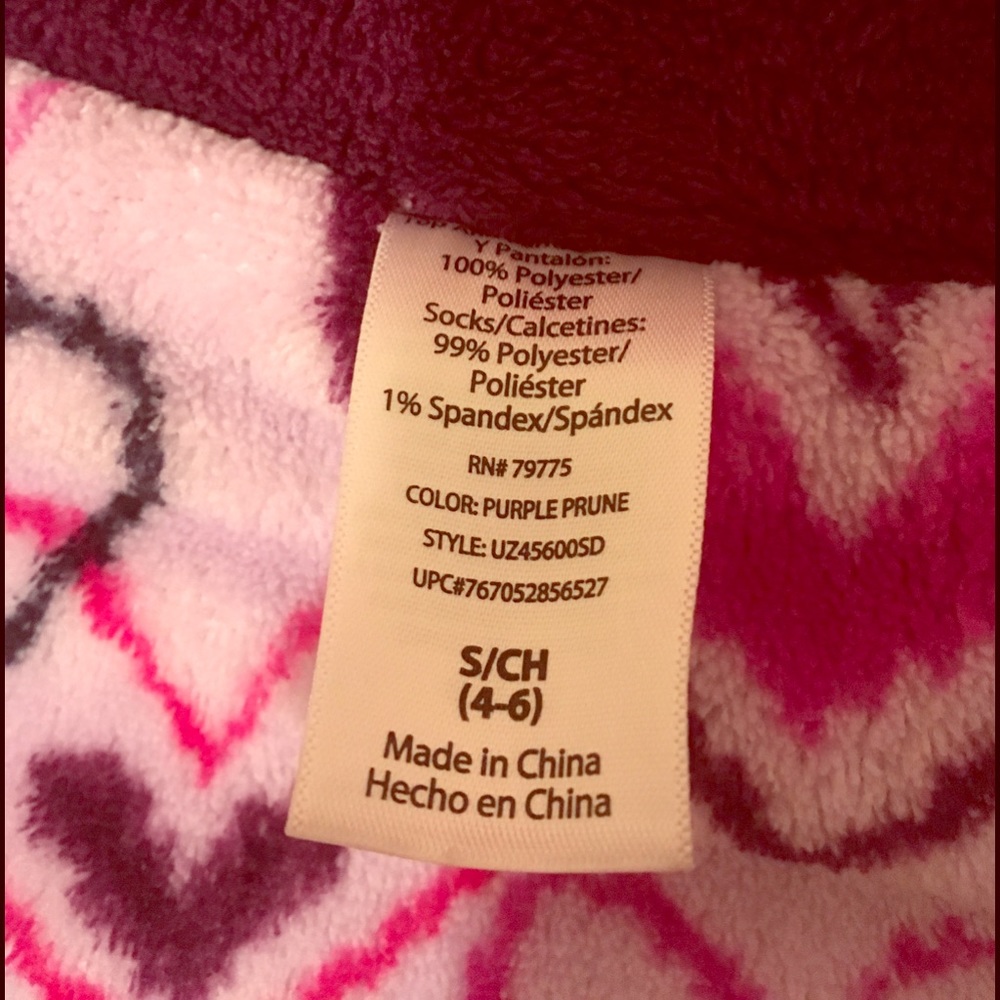 Y Pantalón:
100% Polyester/
Poliéster
Socks/Calcetines:
99% Polyester/
Poliéster
1% Spandex/Spándex
RN# 79775
COLOR: PURPLE PRUNE
STYLE: UZ45600SD
UPC#767052856527
S/CH
(4-6)
Made in China
Hecho en China